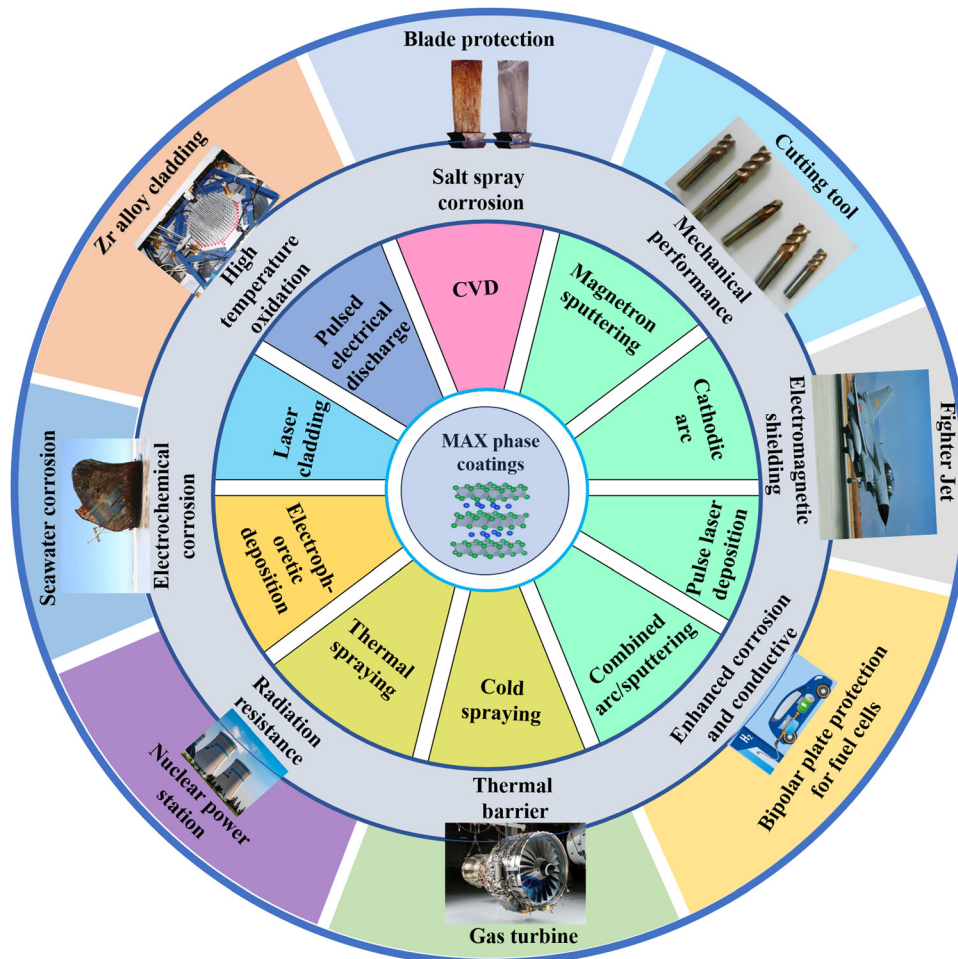 Blade protection
Cutting tool
Fighter Jet
Bipolar plate protection
for fuel cells
Gas turbine
Nuclear power
station
Seawater corrosion
Zr alloy cladding
Salt spray
corrosion
Mechanical
performance
Electromagnetic
shielding
Enhanced corrosion
and conductive
Thermal
barrier
Radiation
resistance
Electrochemical
corrosion
High
temperature
oxidation
CVD
Magnetron
sputtering
Cathodic
arc
Pulse laser
deposition
Combined
arc/sputtering
Cold
spraying
Thermal
spraying
Electroph-
oretic
deposition
Laser
cladding
Pulsed
electrical
discharge
MAX phase
coatings
H2